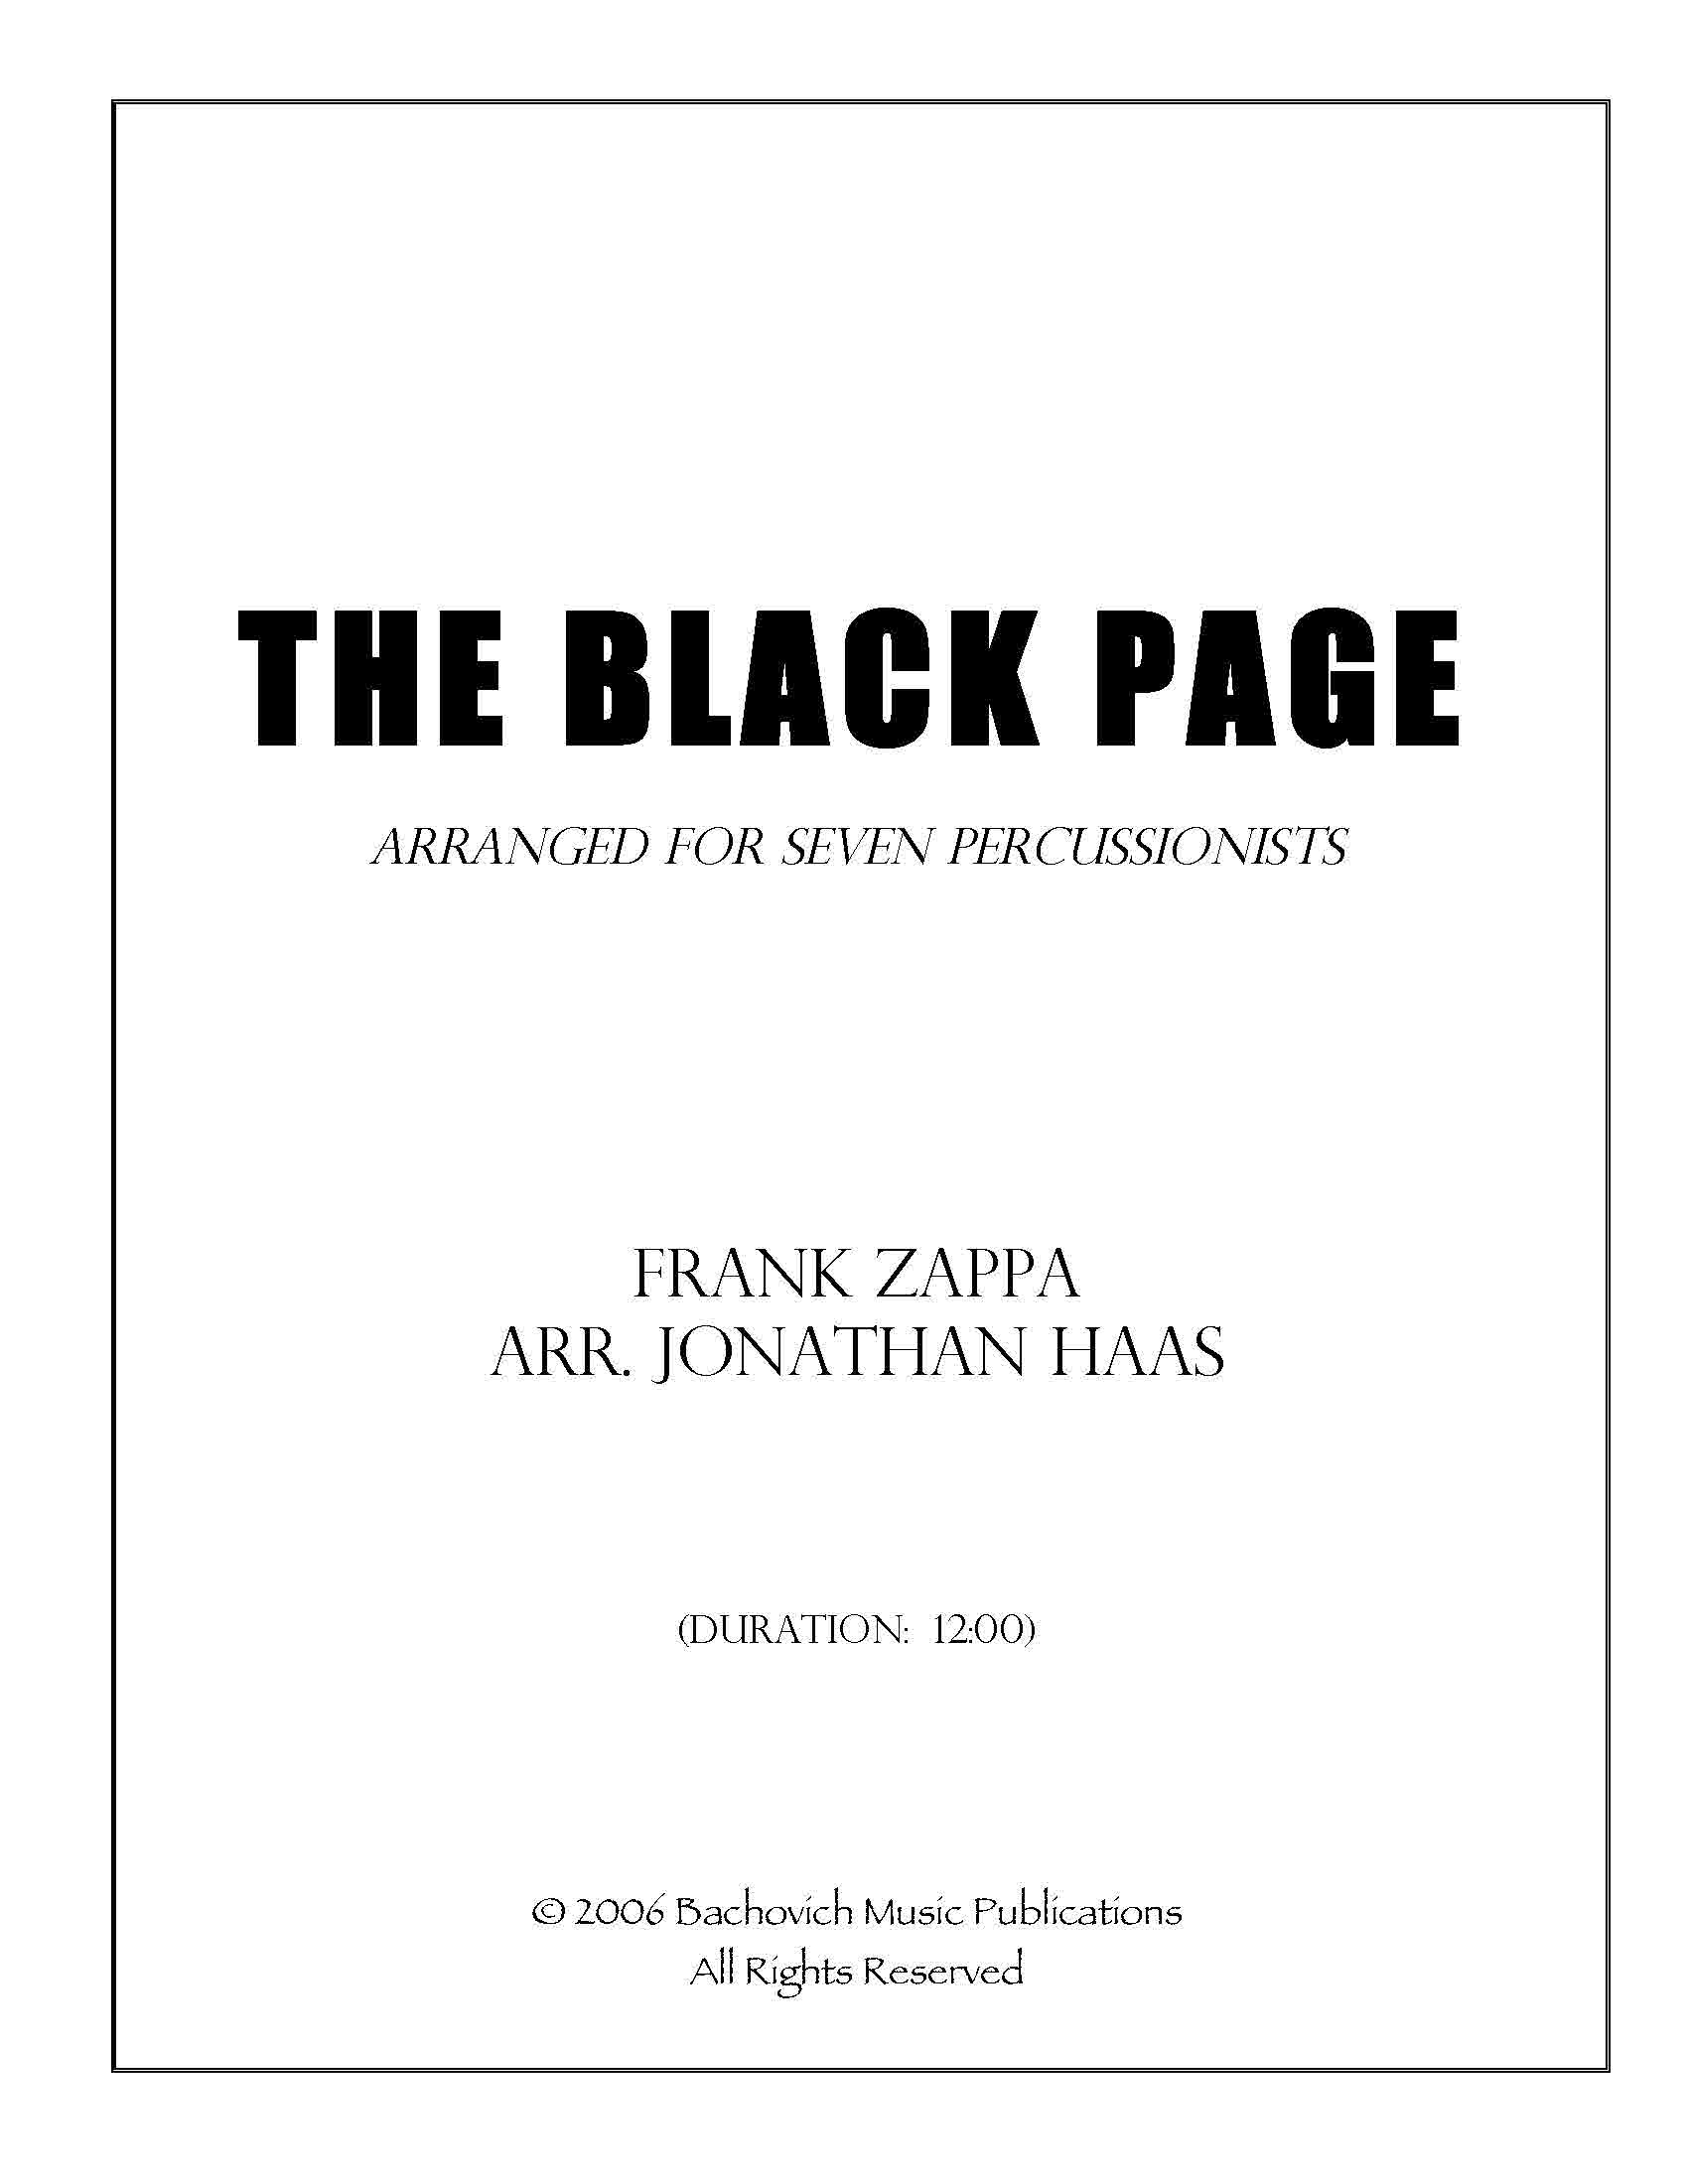 THE BLACK PAGE
ARRANGED FOR SEVEN PERCUSSIONISTS
FRANK ZAPPA
ARR. JONATHAN HAAS
(DURATION: 12:00)
© 2006 Bachovich Music Publications
All Rights Reserved